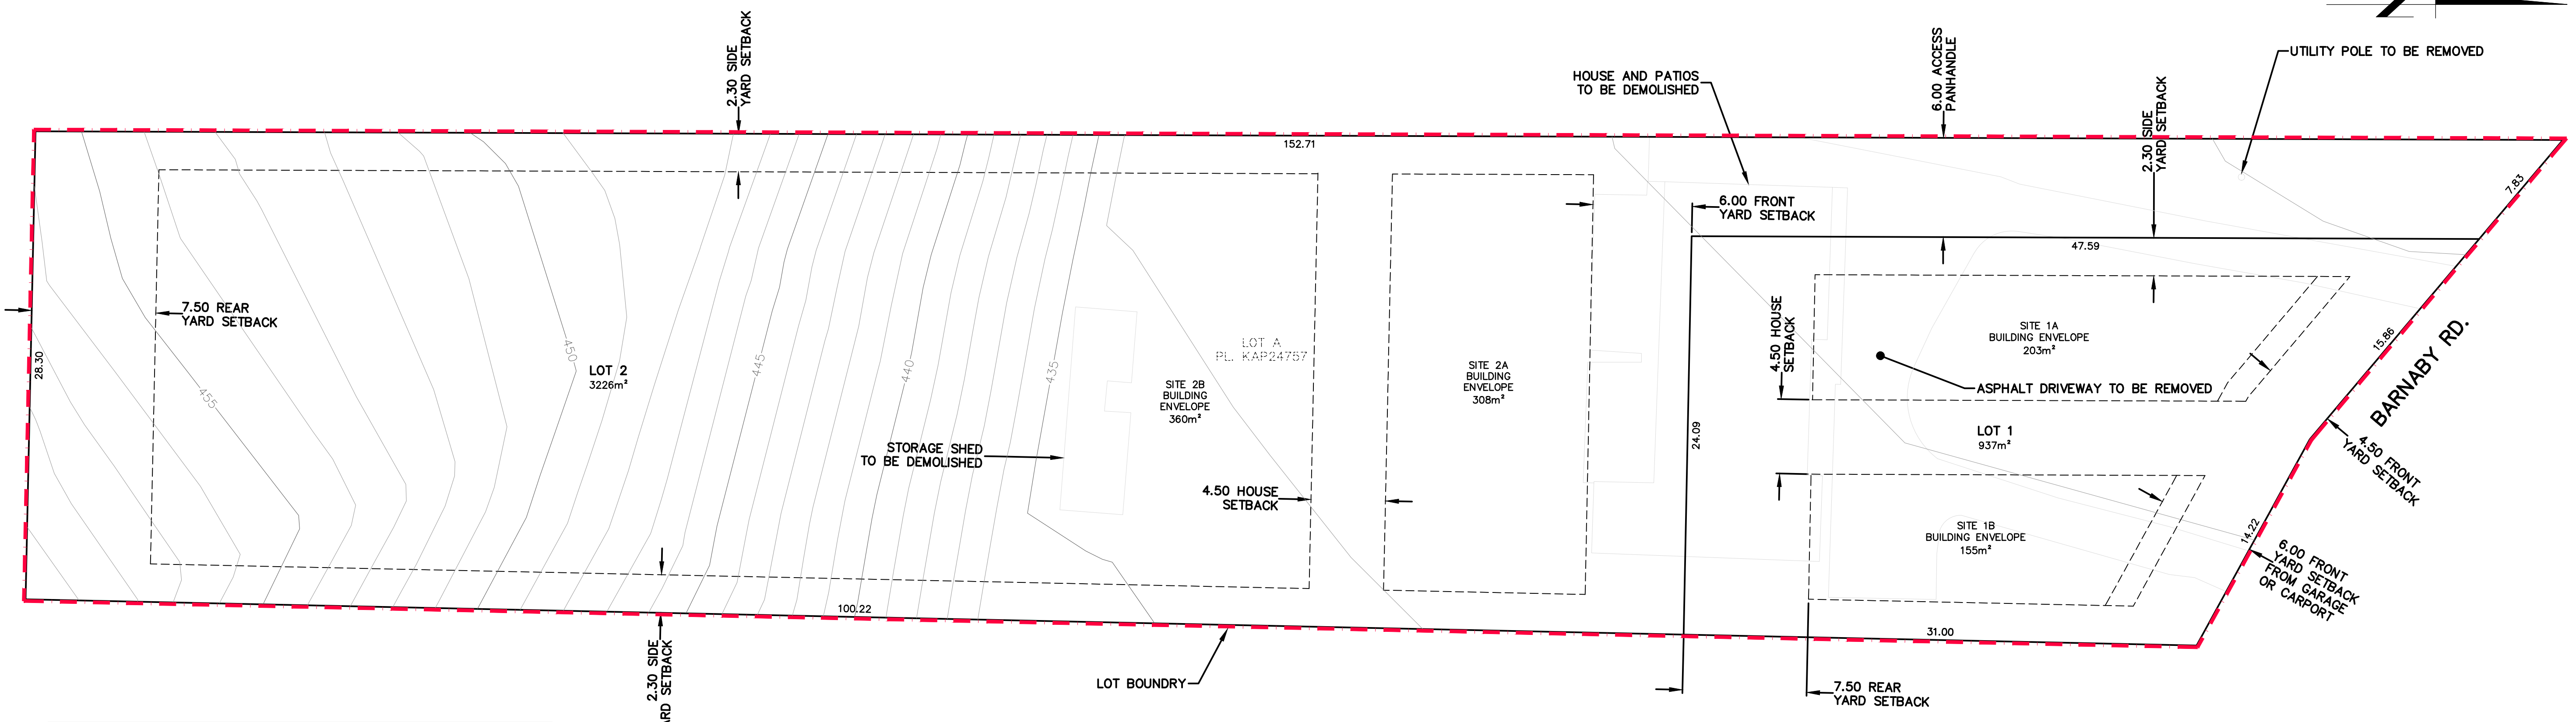 2.30 SIDE
YARD SETBACK
HOUSE AND PATIOS
TO BE DEMOLISHED
6.00 ACCESS
PANHANDLE
2.30 SIDE
YARD SETBACK
UTILITY POLE TO BE REMOVED
152.71
7.83
6.00 FRONT
YARD SETBACK
47.59
7.50 REAR
YARD SETBACK
28.30
455
450
LOT 2
3226m²
445
440
435
LOT A
PL. KAP24757
SITE 2B
BUILDING
ENVELOPE
360m²
SITE 2A
BUILDING
ENVELOPE
308m²
4.50 HOUSE
SETBACK
SITE 1A
BUILDING ENVELOPE
203m²
15.86
BARNABY RD.
ASPHALT DRIVEWAY TO BE REMOVED
STORAGE SHED
TO BE DEMOLISHED
24.09
LOT 1
937m²
4.50 FRONT
YARD SETBACK
4.50 HOUSE
SETBACK
SITE 1B
BUILDING ENVELOPE
155m²
14.22
6.00 FRONT
YARD SETBACK
FROM GARAGE
OR CARPORT
100.22
31.00
2.30 SIDE
ARD SETBACK
LOT BOUNDRY
7.50 REAR
YARD SETBACK